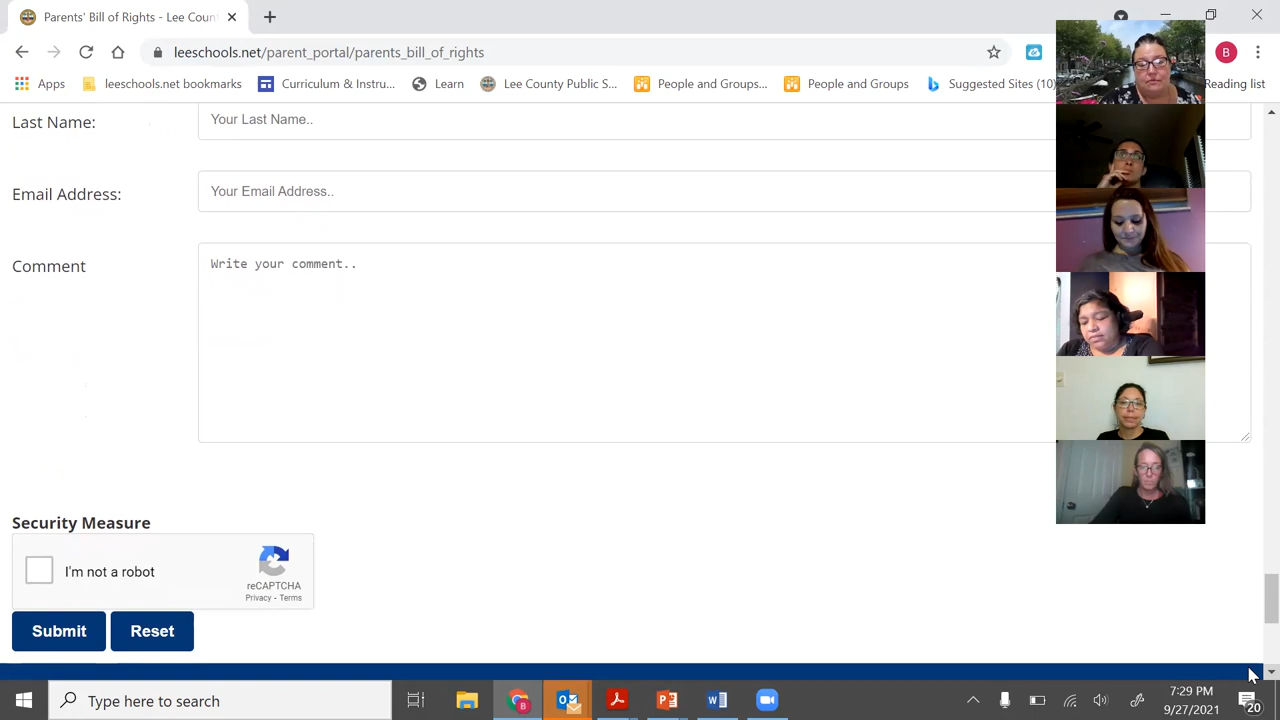 Parents' Bill of Rights - Lee Coun
leeschools.net/parent_portal/parents_bill_of_rights
B
Apps
leeschools.net bookmarks
Curriculum 8) Accru...
Lee County Public S...
People and Groups...
People and Groups
Suggested Sites (10)
Reading list
Last Name:
Your Last Name..
Email Address:
Your Email Address..
Comment
Write your comment..
Security Measure
I'm not a robot
reCAPTCHA
Privacy - Terms
Submit
Reset
Type here to search
7:29 PM
9/27/2021
20